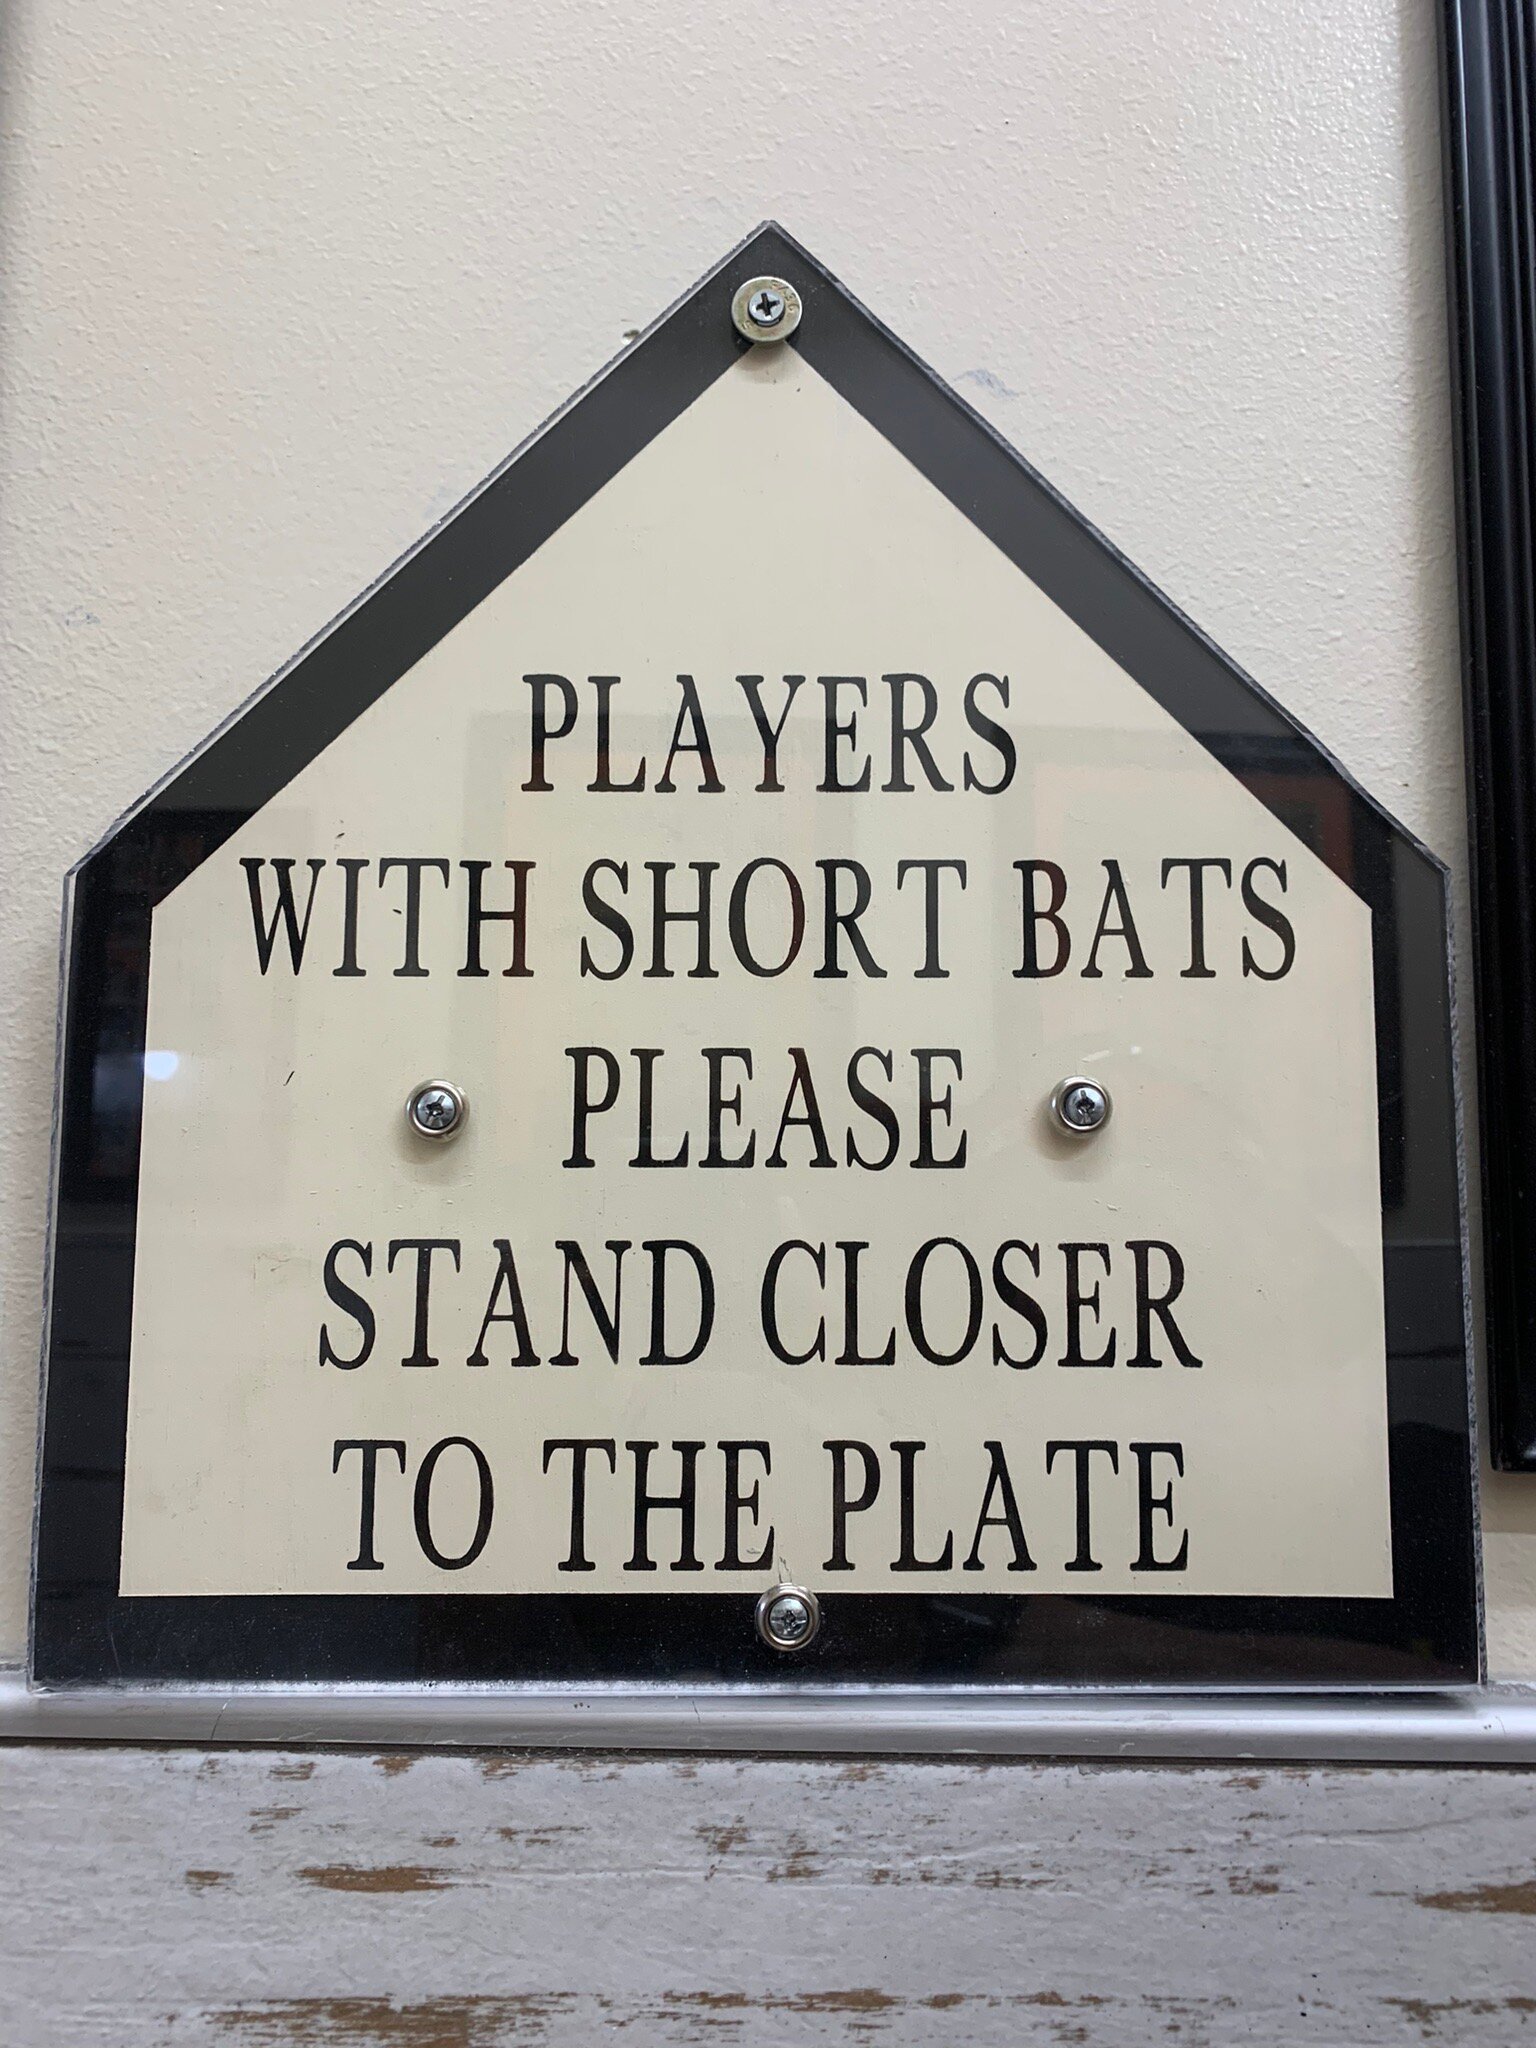 PLAYERS
WITH SHORT BATS
PLEASE
STAND CLOSER
TO THE PLATE